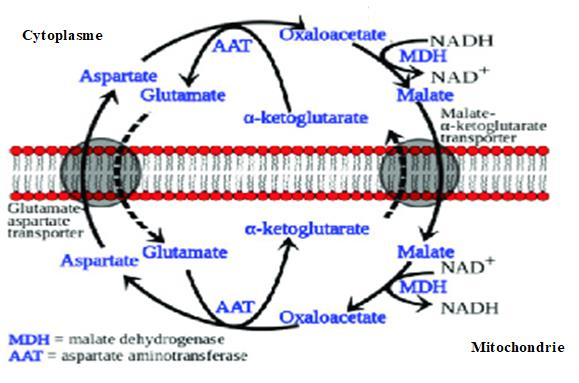 Cytoplasme
Oxaloacetate
NADH
AAT
MDH
NAD+
Aspartate
Glutamate
Malate
α-ketoglutarate
Malate-
α-ketoglutarate
transporter
Glutamate-
aspartate
transporter
α-ketoglutarate
Glutamate
Malate
Aspartate
NAD+
MDH
AAT
NADH
Oxaloacetate
MDH = malate dehydrogenase
AAT = aspartate aminotransferase
Mitochondrie